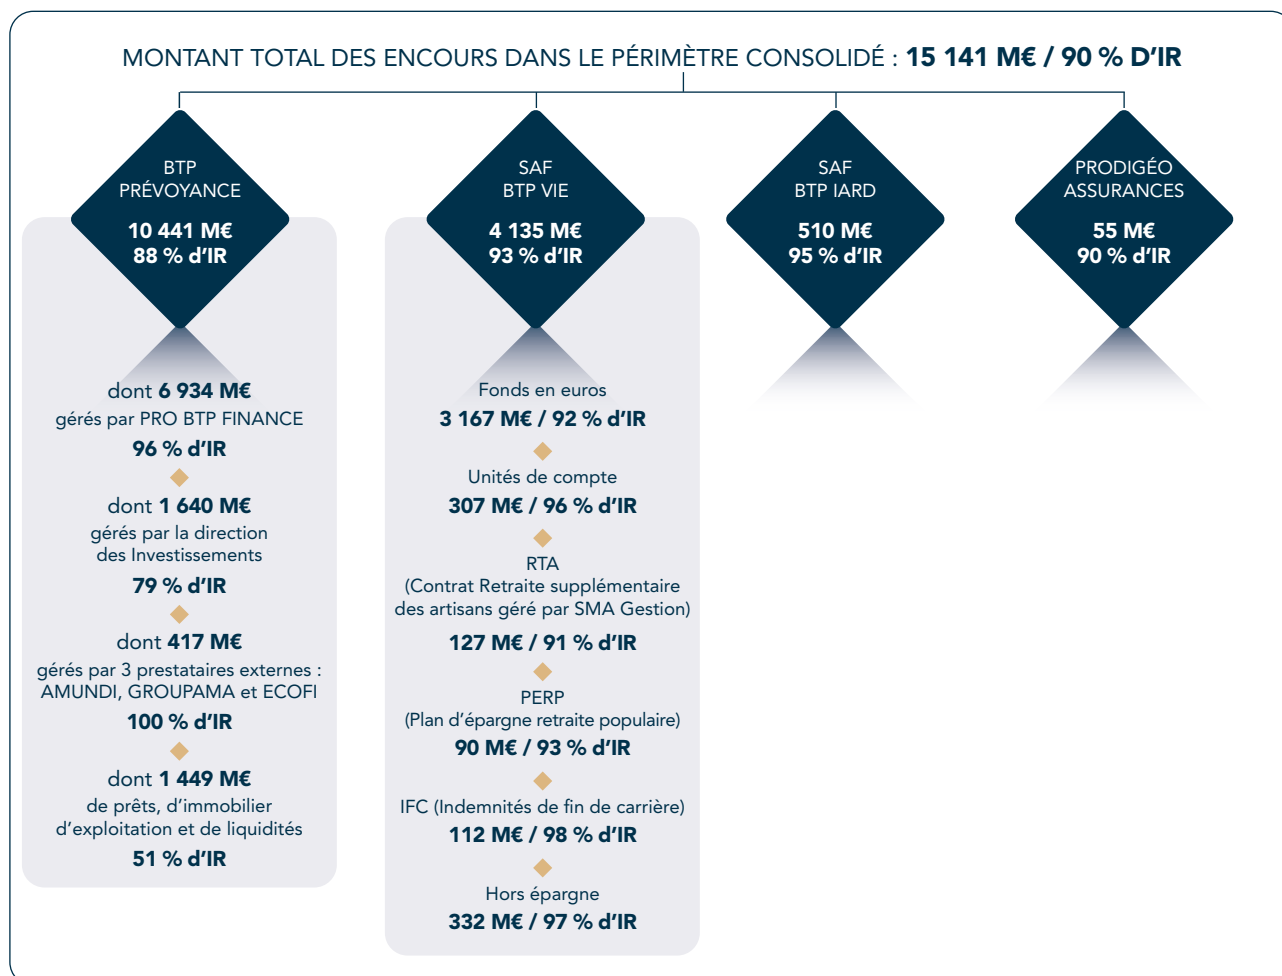 MONTANT TOTAL DES ENCOURS DANS LE PÉRIMÈTRE CONSOLIDÉ : 15 141 M€ / 90 % D'IR
BTP
PRÉVOYANCE
10 441 M€
88 % d'IR
dont 6 934 M€
gérés par PRO BTP FINANCE
96 % d'IR
dont 1 640 M€
gérés par la direction
des Investissements
79 % d'IR
dont 417 M€
gérés par 3 prestataires externes :
AMUNDI, GROUPAMA et ECOFI
100 % d'IR
dont 1 449 M€
de prêts, d'immobilier
d'exploitation et de liquidités
51 % d'IR
SAF
BTP VIE
4 135 M€
93 % d'IR
Fonds en euros
3 167 M€ / 92 % d'IR
Unités de compte
307 M€ / 96 % d'IR
RTA
(Contrat Retraite supplémentaire
des artisans géré par SMA Gestion)
127 M€ / 91 % d'IR
PERP
(Plan d'épargne retraite populaire)
90 M€ / 93 % d'IR
IFC (Indemnités de fin de carrière)
112 M€ / 98 % d'IR
Hors épargne
332 M€ / 97 % d'IR
SAF
BTP IARD
510 M€
95 % d'IR
PRODIGÉO
ASSURANCES
55 M€
90 % d'IR